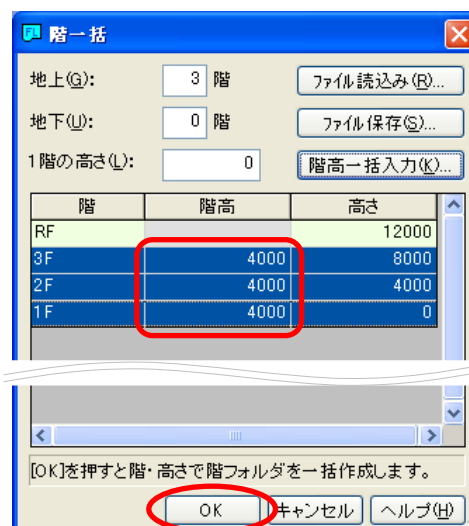 FL 階一括
地上(G): 3 階 ファイル読込み(R)...
地下(U): 0 階 ファイル保存(S)...
1階の高さ(L): 0 階高一括入力(K)...
階 階高 高さ
RF 12000
3F 4000 8000
2F 4000 4000
1F 4000 0
[OK]を押すと階・高さで階フォルダを一括作成します。
OK キャンセル ヘルプ(H)